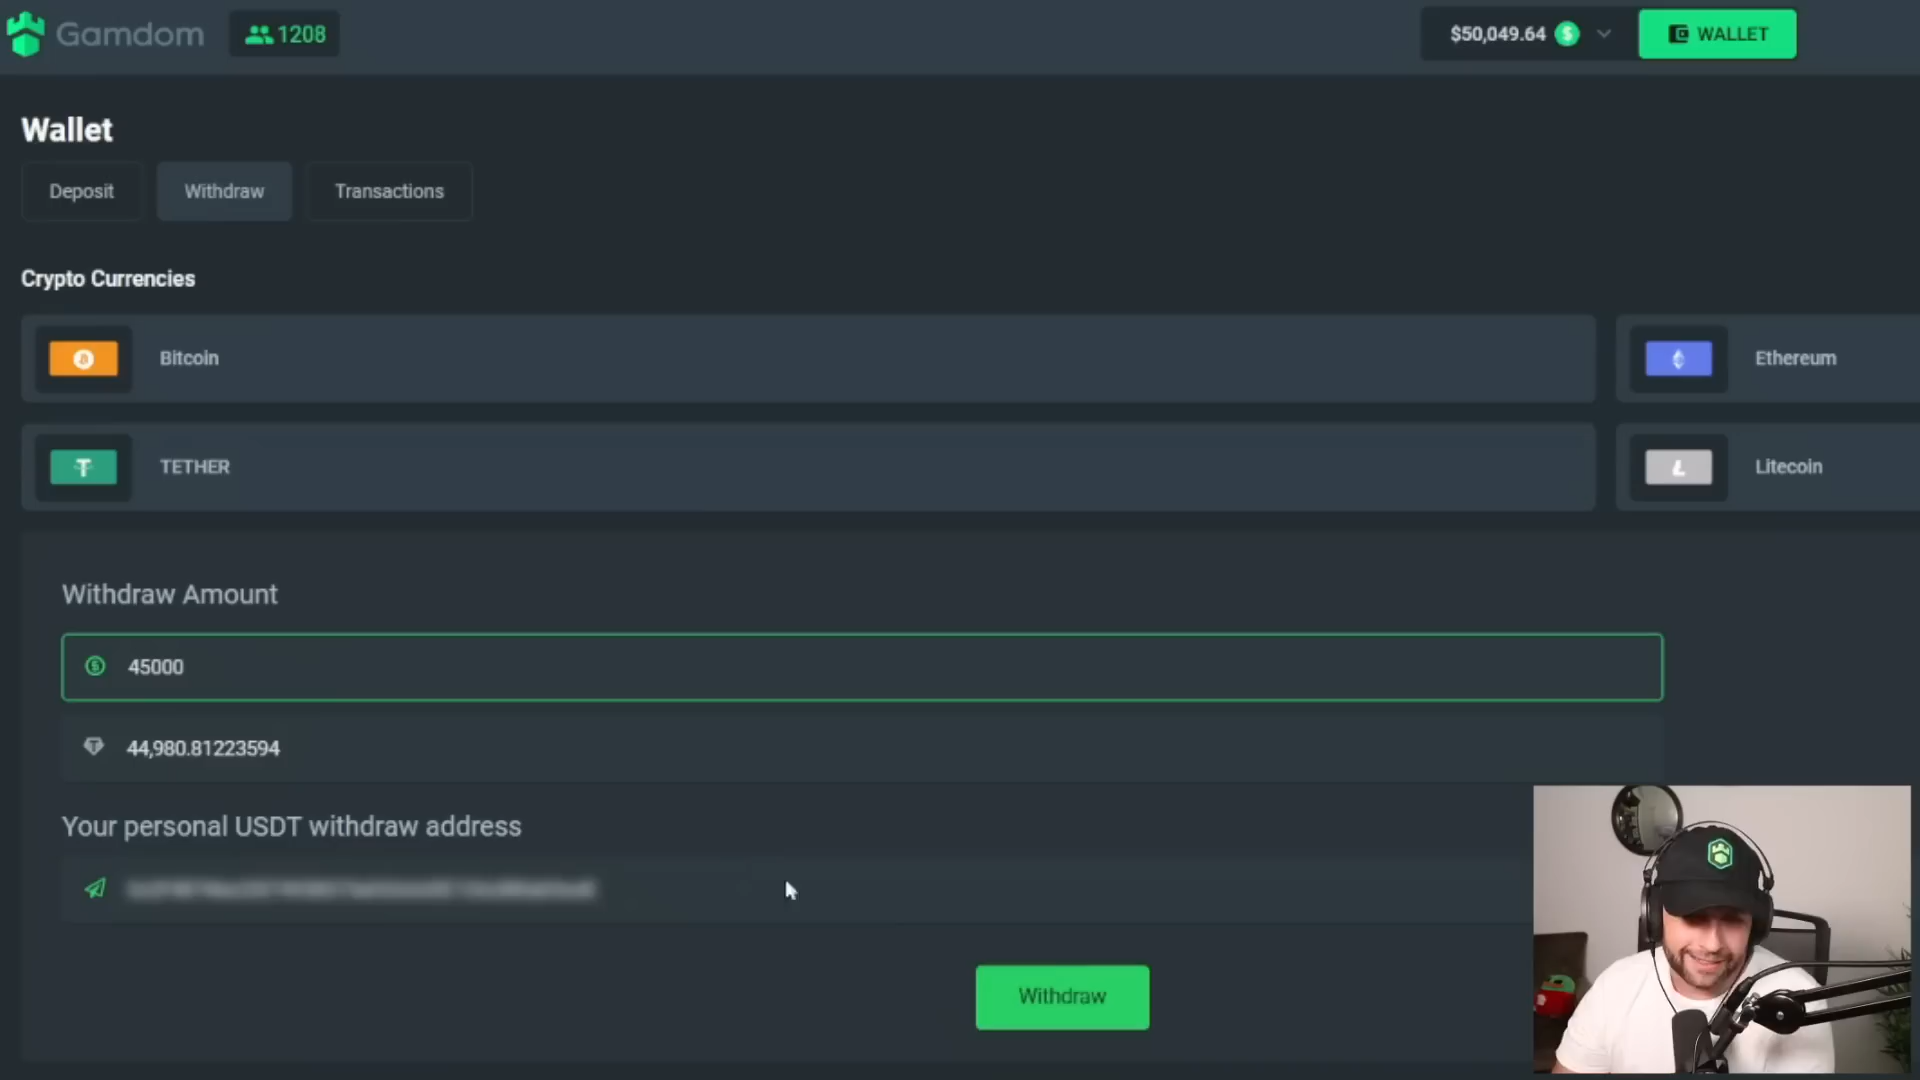 Gamdom
1208
$50,049.64
WALLET
Wallet
Deposit
Withdraw
Transactions
Crypto Currencies
Bitcoin
Ethereum
TETHER
Litecoin
Withdraw Amount
45000
44,980.81223594
Your personal USDT withdraw address
Withdraw